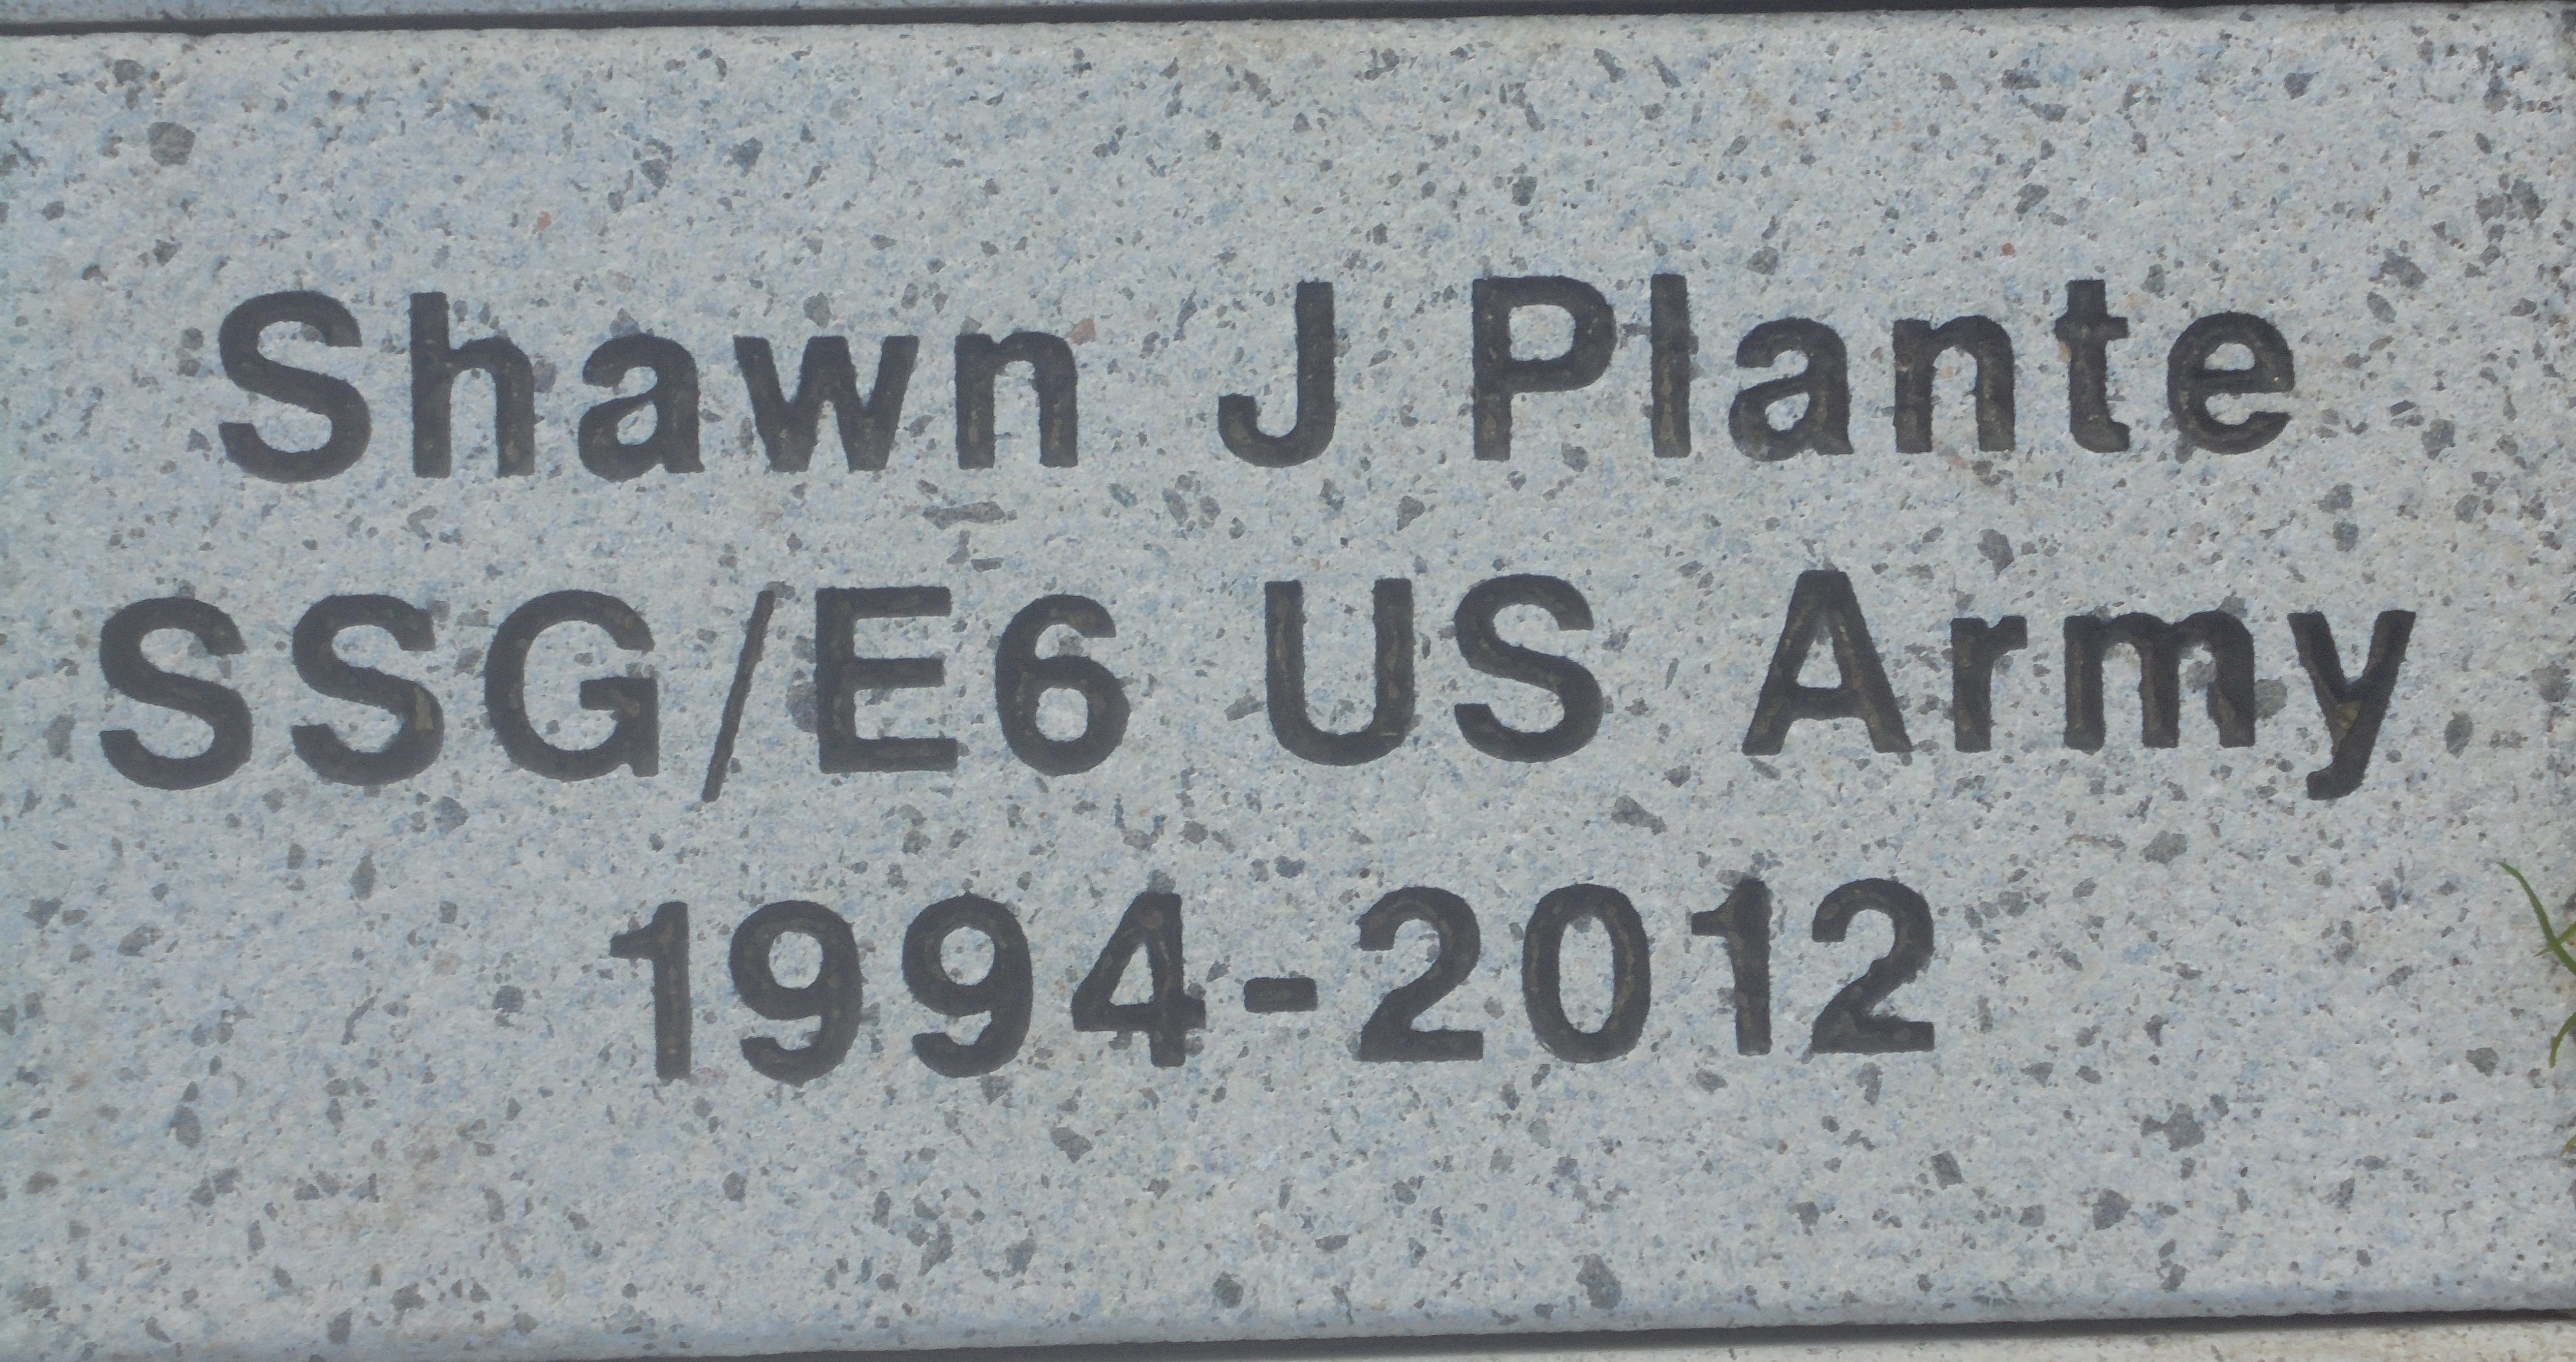 Shawn J Plante
SSG/E6 US Army
1994-2012